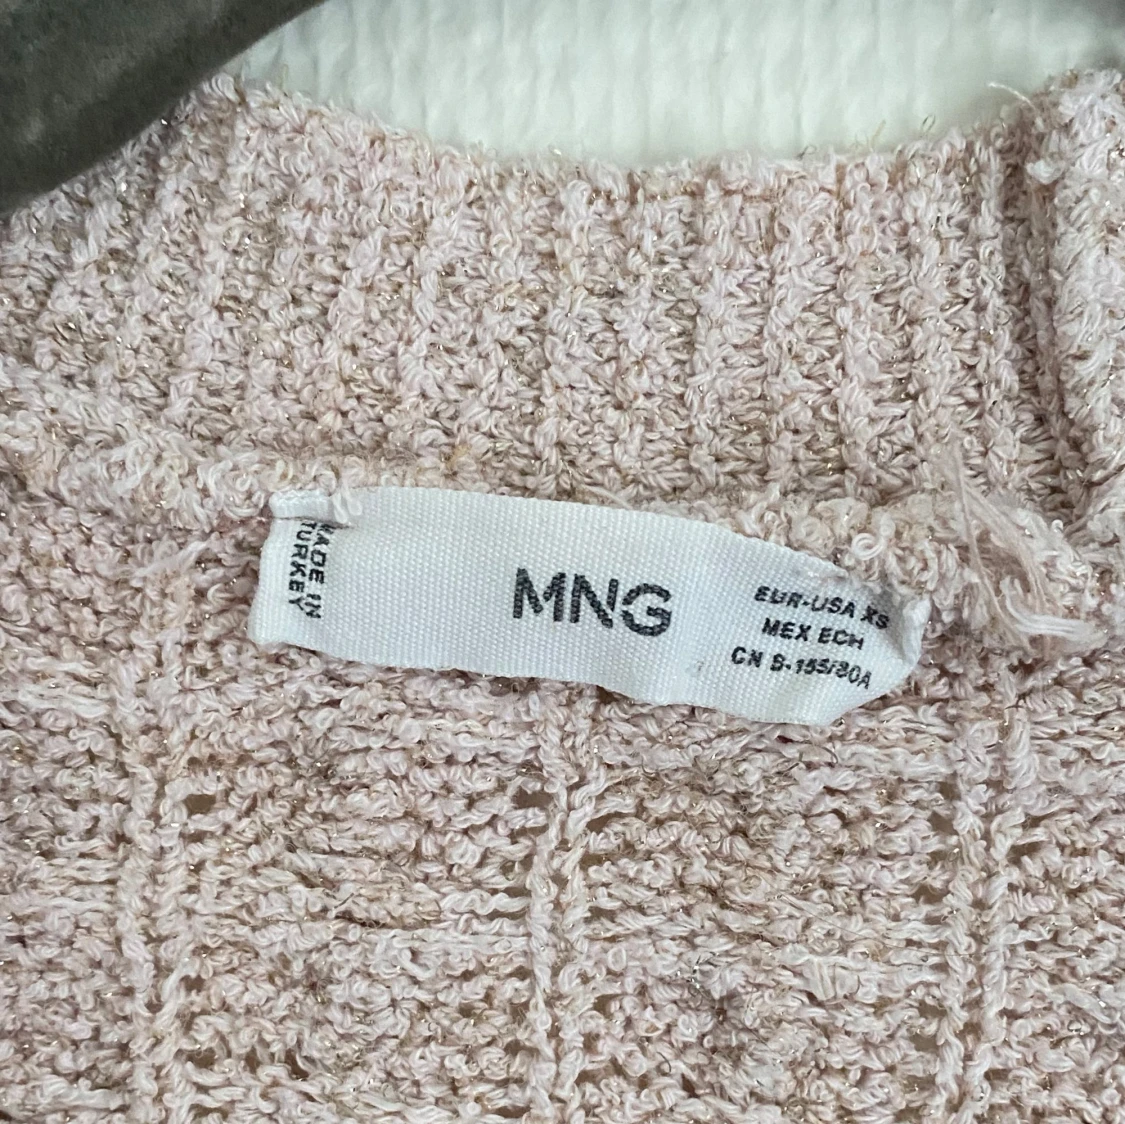 MADE IN
TURKEY
MNG
EUR-USA XS
MEX ECH
CN S-155/80A